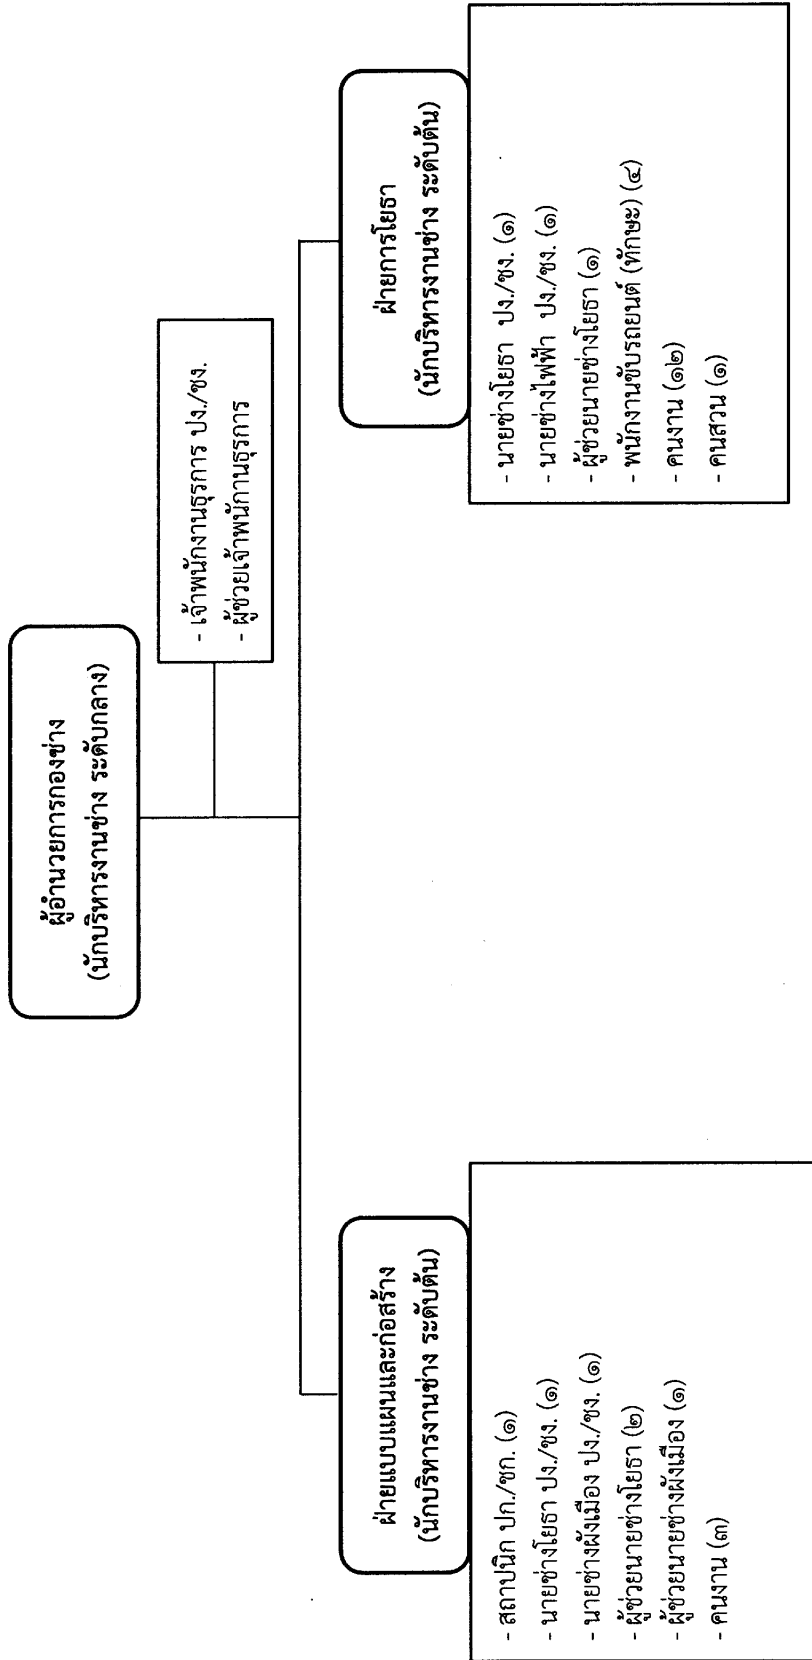 ผู้อำนวยการกองช่าง
(นักบริหารงานช่าง ระดับกลาง)
- เจ้าพนักงานธุรการ ปง./ชง.
- ผู้ช่วยเจ้าพนักานธุรการ
ฝ่ายแบบแผนและก่อสร้าง
(นักบริหารงานช่าง ระดับต้น)
- สถาปนิก ปก./ชก. (๑)
- นายช่างโยธา ปง./ชง. (๑)
- นายช่างผังเมือง ปง./ชง. (๑)
- ผู้ช่วยนายช่างโยธา (๒)
- ผู้ช่วยนายช่างผังเมือง (๑)
- คนงาน (๓)
ฝ่ายการโยธา
(นักบริหารงานช่าง ระดับต้น)
- นายช่างโยธา ปง./ชง. (๑)
- นายช่างไฟฟ้า ปง./ชง. (๑)
- ผู้ช่วยนายช่างโยธา (๑)
- พนักงานขับรถยนต์ (ทักษะ) (๔)
- คนงาน (๑๒)
- คนสวน (๑)